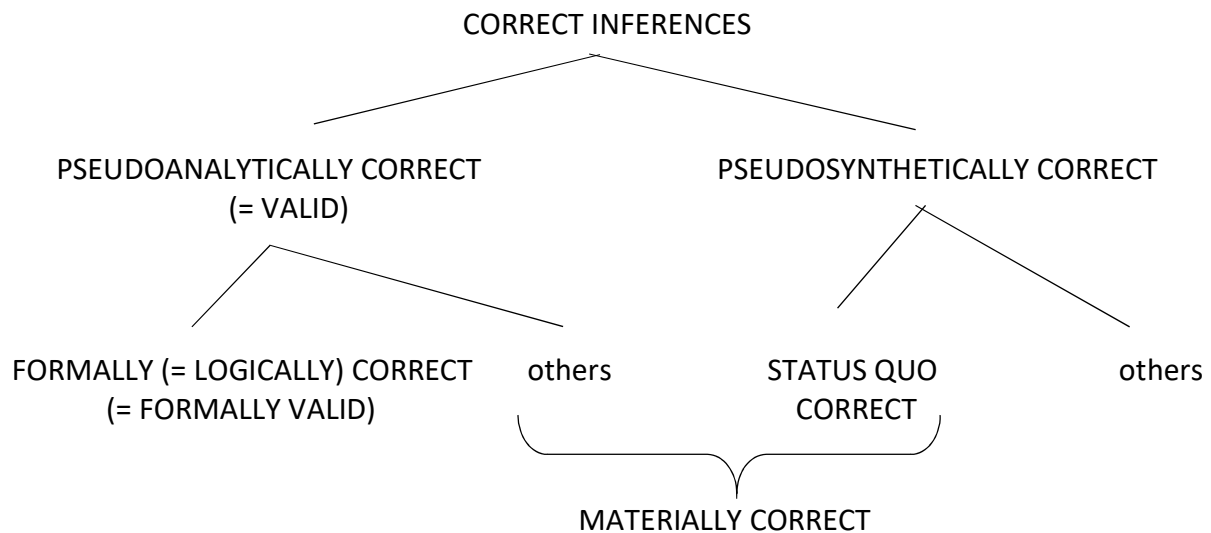 CORRECT INFERENCES
PSEUDOANALYTICALLY CORRECT
(= VALID)
PSEUDOSYNTHETICALLY CORRECT
FORMALLY (= LOGICALLY) CORRECT
(= FORMALLY VALID)
others
STATUS QUO
CORRECT
others
MATERIALLY CORRECT